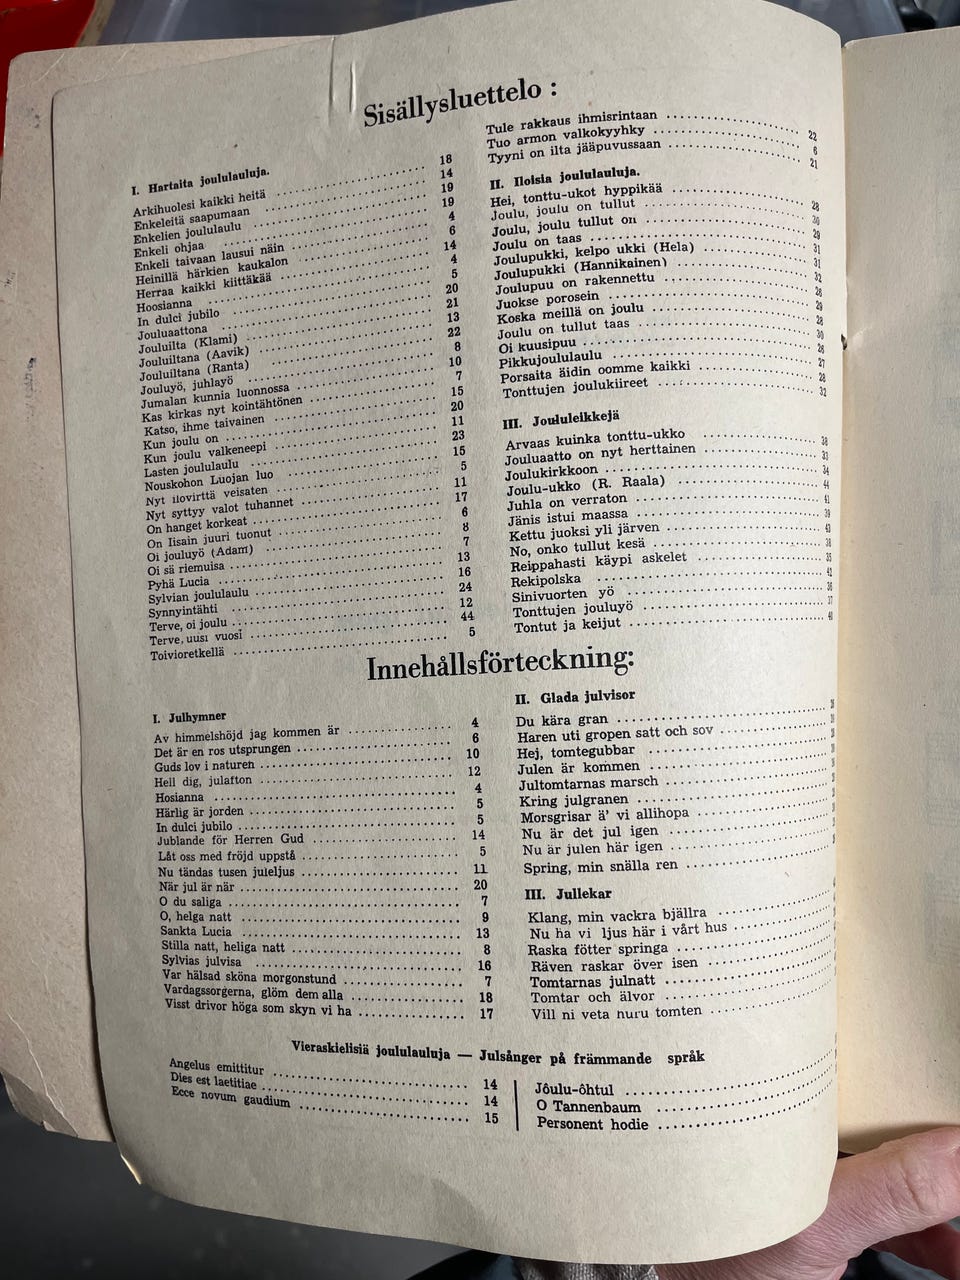 Sisällysluettelo :
I. Hartaita joululauluja.
Arkihuolesi kaikki heitä 18
Enkeleitä saapumaan 14
Enkelien joululaulu 19
Enkeli ohjaa 19
Enkeli taivaan lausui näin 4
Heinillä härkien kaukalon 6
Herraa kaikki kiittäkää 14
Hoosianna 4
In dulci jubilo 5
Jouluaattona 20
Jouluilta (Klami) 21
Jouluiltana (Aavik) 13
Jouluiltana (Ranta) 22
Jouluyö, juhlayö 8
Jumalan kunnia luonnossa 10
Kas kirkas nyt kointähtönen 7
Katso, ihme taivainen 15
Kun joulu on 20
Kun joulu valkeneepi 11
Lasten joululaulu 23
Nouskohon Luojan luo 15
Nyt ilovirttä veisaten 5
Nyt syttyy valot tuhannet 11
On hanget korkeat 17
On Iisain juuri tuonut 6
Oi jouluyö (Adam) 8
Oi sä riemuisa 7
Pyhä Lucia 13
Sylvian joululaulu 16
Synnyintähti 24
Terve, oi joulu 12
Terve, uusi vuosi 44
Toivioretkellä 5
Tule rakkaus ihmisrintaan 22
Tuo armon valkokyyhky 6
Tyyni on ilta jääpuvussaan 21
II. Iloisia joululauluja.
Hei, tonttu-ukot hyppikää 28
Joulu, joulu on tullut 30
Joulu, joulu tullut on 29
Joulu on taas 31
Joulupukki, kelpo ukki (Hela) 31
Joulupukki (Hannikainen) 32
Joulupuu on rakennettu 26
Juokse porosein 29
Koska meillä on joulu 28
Joulu on tullut taas 30
Oi kuusipuu 26
Pikkujoululaulu 27
Porsaita äidin oomme kaikki 28
Tonttujen joulukiireet 32
III. Joululeikkejä
Arvaas kuinka tonttu-ukko 38
Jouluaatto on nyt herttainen 33
Joulukirkkoon 34
Joulu-ukko (R. Raala) 44
Juhla on verraton 41
Jänis istui maassa 39
Kettu juoksi yli järven 43
No, onko tullut kesä 38
Reippahasti käypi askelet 35
Rekipolska 42
Sinivuorten yö 36
Tonttujen jouluyö 37
Tontut ja keijut 40
Innehållsförteckning:
I. Julhymner
Av himmelshöjd jag kommen är 4
Det är en ros utsprungen 6
Guds lov i naturen 10
Hell dig, julafton 12
Hosianna 4
Härlig är jorden 5
In dulci jubilo 5
Jublande för Herren Gud 14
Låt oss med fröjd uppstå 5
Nu tändas tusen juleljus 11
När jul är när 20
O du saliga 7
O, helga natt 9
Sankta Lucia 13
Stilla natt, heliga natt 8
Sylvias julvisa 16
Var hälsad sköna morgonstund 7
Vardagssorgerna, glöm dem alla 18
Visst drivor höga som skyn vi ha 17
II. Glada julvisor
Du kära gran
Haren uti gropen satt och sov
Hej, tomtegubbar
Julen är kommen
Jultomtarnas marsch
Kring julgranen
Morsgrisar ä' vi allihopa
Nu är det jul igen
Nu är julen här igen
Spring, min snälla ren
III. Jullekar
Klang, min vackra bjällra
Nu ha vi ljus här i vårt hus
Raska fötter springa
Räven raskar över isen
Tomtarnas julnatt
Tomtar och älvor
Vill ni veta huru tomten
Vieraskielisiä joululauluja — Julsånger på främmande språk
Angelus emittitur 14
Dies est laetitiae 14
Ecce novum gaudium 15
Jôulu-ôhtul
O Tannenbaum
Personent hodie